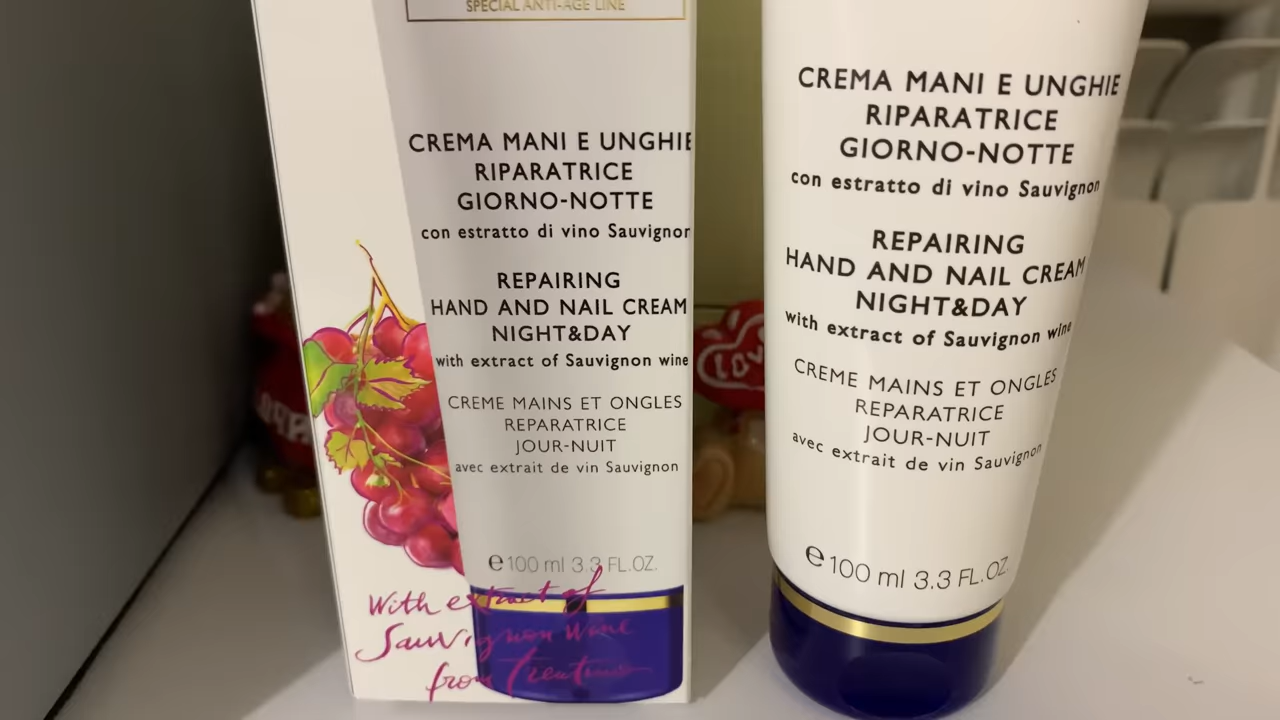 SPECIAL ANTI-AGE LINE
CREMA MANI E UNGHIE
RIPARATRICE
GIORNO-NOTTE
con estratto di vino Sauvignon
REPAIRING
HAND AND NAIL CREAM
NIGHT&DAY
with extract of Sauvignon wine
CREME MAINS ET ONGLES
REPARATRICE
JOUR-NUIT
avec extrait de vin Sauvignon
e 100 ml 3.3 FL.OZ.
With extract of
Sauvignon wine
from
CREMA MANI E UNGHIE
RIPARATRICE
GIORNO-NOTTE
con estratto di vino Sauvignon
REPAIRING
HAND AND NAIL CREAM
NIGHT&DAY
with extract of Sauvignon wine
CREME MAINS ET ONGLES
REPARATRICE
JOUR-NUIT
avec extrait de vin Sauvignon
e 100 ml 3.3 FL.OZ.
LOVE